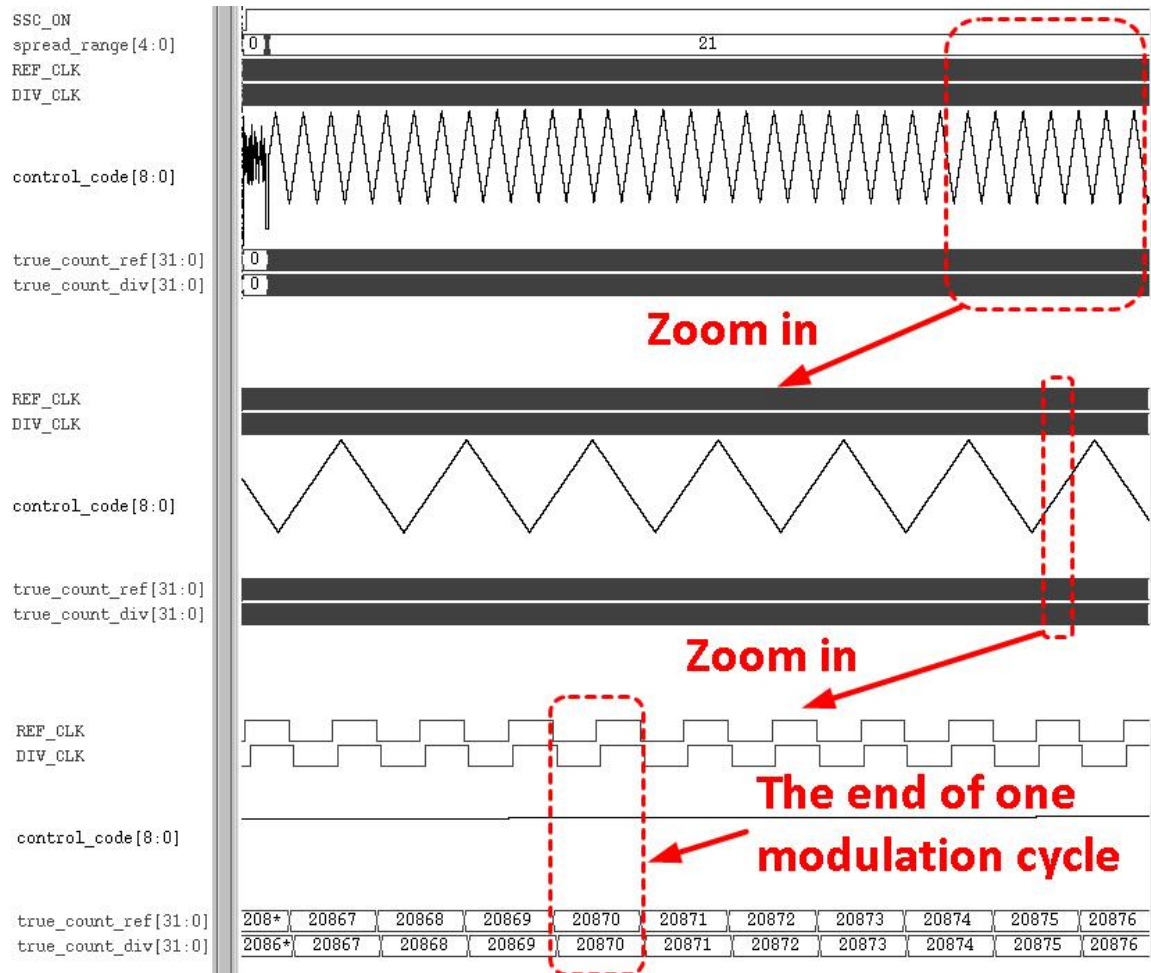 SSC_ON
spread_range[4:0] 0 21
REF_CLK
DIV_CLK
control_code[8:0]
true_count_ref[31:0] 0
true_count_div[31:0] 0
Zoom in
REF_CLK
DIV_CLK
control_code[8:0]
true_count_ref[31:0]
true_count_div[31:0]
Zoom in
REF_CLK
DIV_CLK
The end of one
modulation cycle
control_code[8:0]
true_count_ref[31:0] 208* 20867 20868 20869 20870 20871 20872 20873 20874 20875 20876
true_count_div[31:0] 2086* 20867 20868 20869 20870 20871 20872 20873 20874 20875 20876